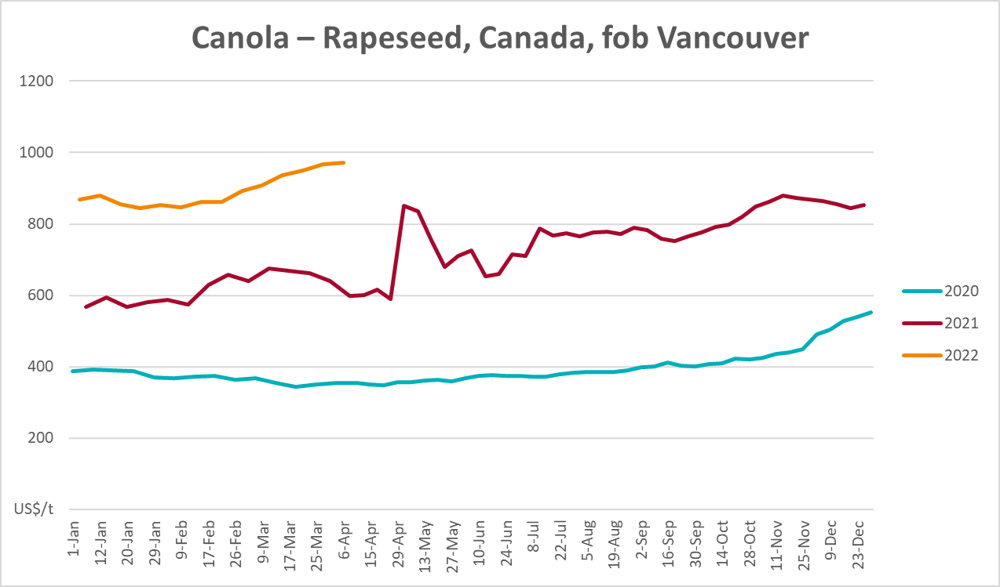 Canola – Rapeseed, Canada, fob Vancouver
1200
1000
800
600
400
200
US$/t
1-Jan
12-Jan
20-Jan
29-Jan
9-Feb
17-Feb
26-Feb
9-Mar
17-Mar
25-Mar
6-Apr
15-Apr
29-Apr
13-May
27-May
10-Jun
24-Jun
8-Jul
22-Jul
5-Aug
19-Aug
2-Sep
16-Sep
30-Sep
14-Oct
28-Oct
11-Nov
25-Nov
9-Dec
23-Dec
2020
2021
2022